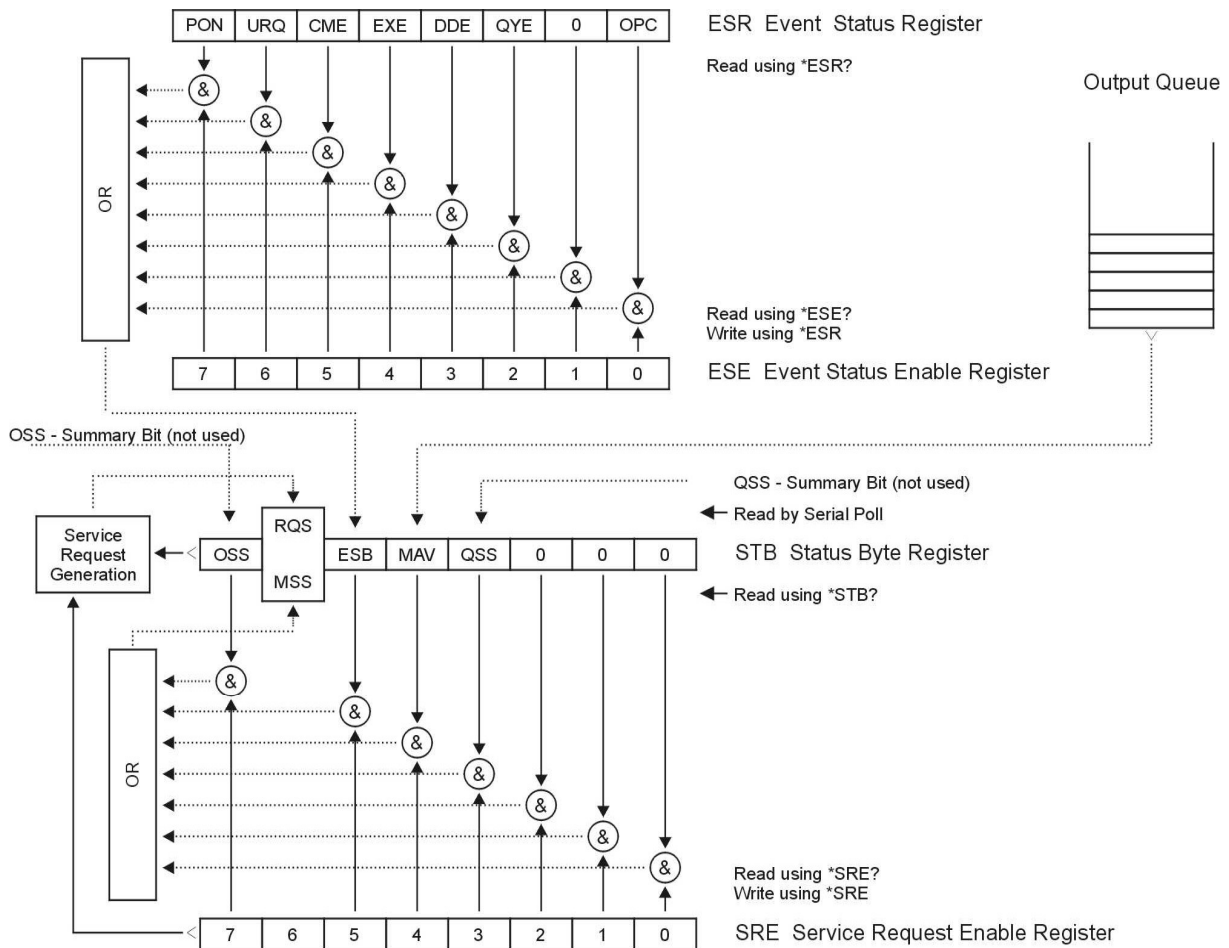 PON URQ CME EXE DDE QYE 0 OPC
ESR Event Status Register
Read using *ESR?
Output Queue
&
&
&
&
&
&
&
&
OR
Read using *ESE?
Write using *ESR
7 6 5 4 3 2 1 0
ESE Event Status Enable Register
OSS - Summary Bit (not used)
QSS - Summary Bit (not used)
Read by Serial Poll
Service
Request
Generation
RQS
OSS ESB MAV QSS 0 0 0
STB Status Byte Register
MSS
Read using *STB?
&
&
&
&
&
&
&
OR
Read using *SRE?
Write using *SRE
7 6 5 4 3 2 1 0
SRE Service Request Enable Register